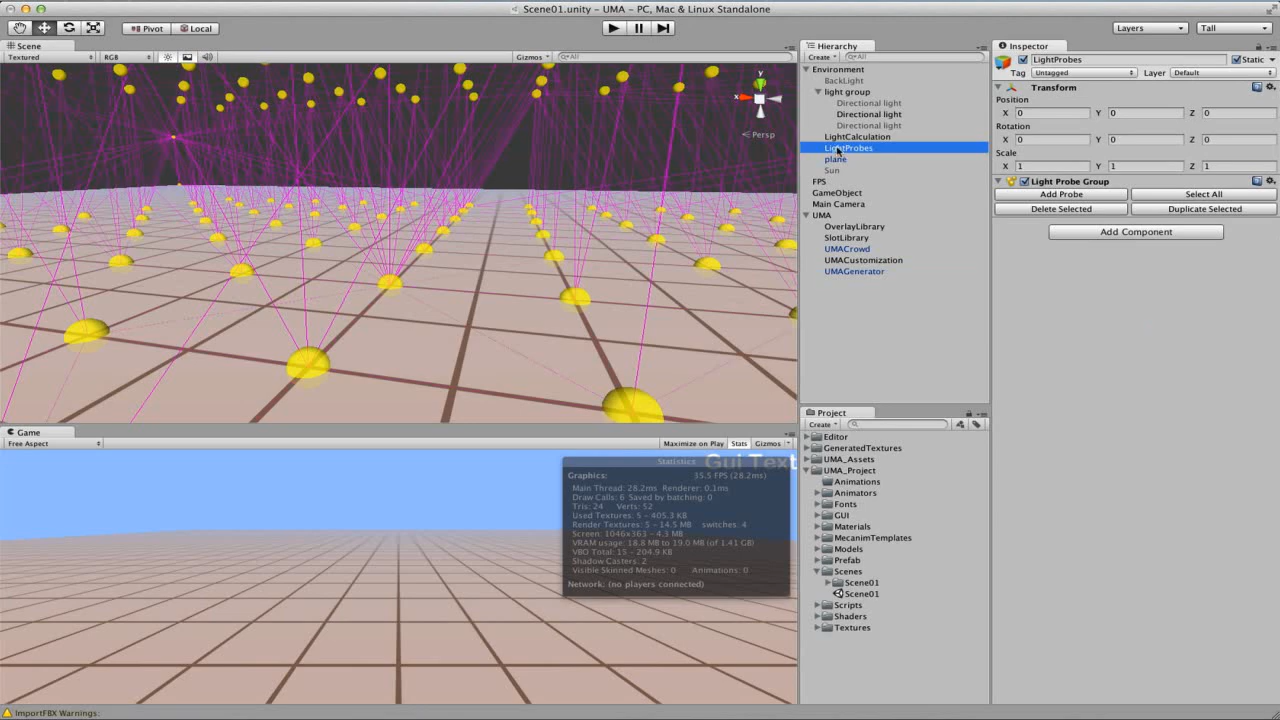 Scene01.unity - UMA - PC, Mac & Linux Standalone
Pivot Local Layers Tall
Scene
Textured RGB Gizmos All
y
x
Persp
Game
Free Aspect Maximize on Play Stats Gizmos
Gui Text
Statistics
Graphics: 35.5 FPS (28.2ms)
Main Thread: 28.2ms Renderer: 0.1ms
Draw Calls: 6 Saved by batching: 0
Tris: 24 Verts: 52
Used Textures: 5 - 405.3 KB
Render Textures: 5 - 14.5 MB switches: 4
Screen: 1046x363 - 4.3 MB
VRAM usage: 18.8 MB to 19.0 MB (of 1.41 GB)
VBO Total: 15 - 204.9 KB
Shadow Casters: 2
Visible Skinned Meshes: 0 Animations: 0
Network: (no players connected)
ImportFBX Warnings:
Hierarchy
Create All
Environment
BackLight
light group
Directional light
Directional light
Directional light
LightCalculation
LightProbes
plane
Sun
FPS
GameObject
Main Camera
UMA
OverlayLibrary
SlotLibrary
UMACrowd
UMACustomization
UMAGenerator
Project
Create
Editor
GeneratedTextures
UMA_Assets
UMA_Project
Animations
Animators
Fonts
GUI
Materials
MecanimTemplates
Models
Prefab
Scenes
Scene01
Scene01
Scripts
Shaders
Textures
Inspector
LightProbes Static
Tag Untagged Layer Default
Transform
Position
X 0 Y 0 Z 0
Rotation
X 0 Y 0 Z 0
Scale
X 1 Y 1 Z 1
Light Probe Group
Add Probe Select All
Delete Selected Duplicate Selected
Add Component